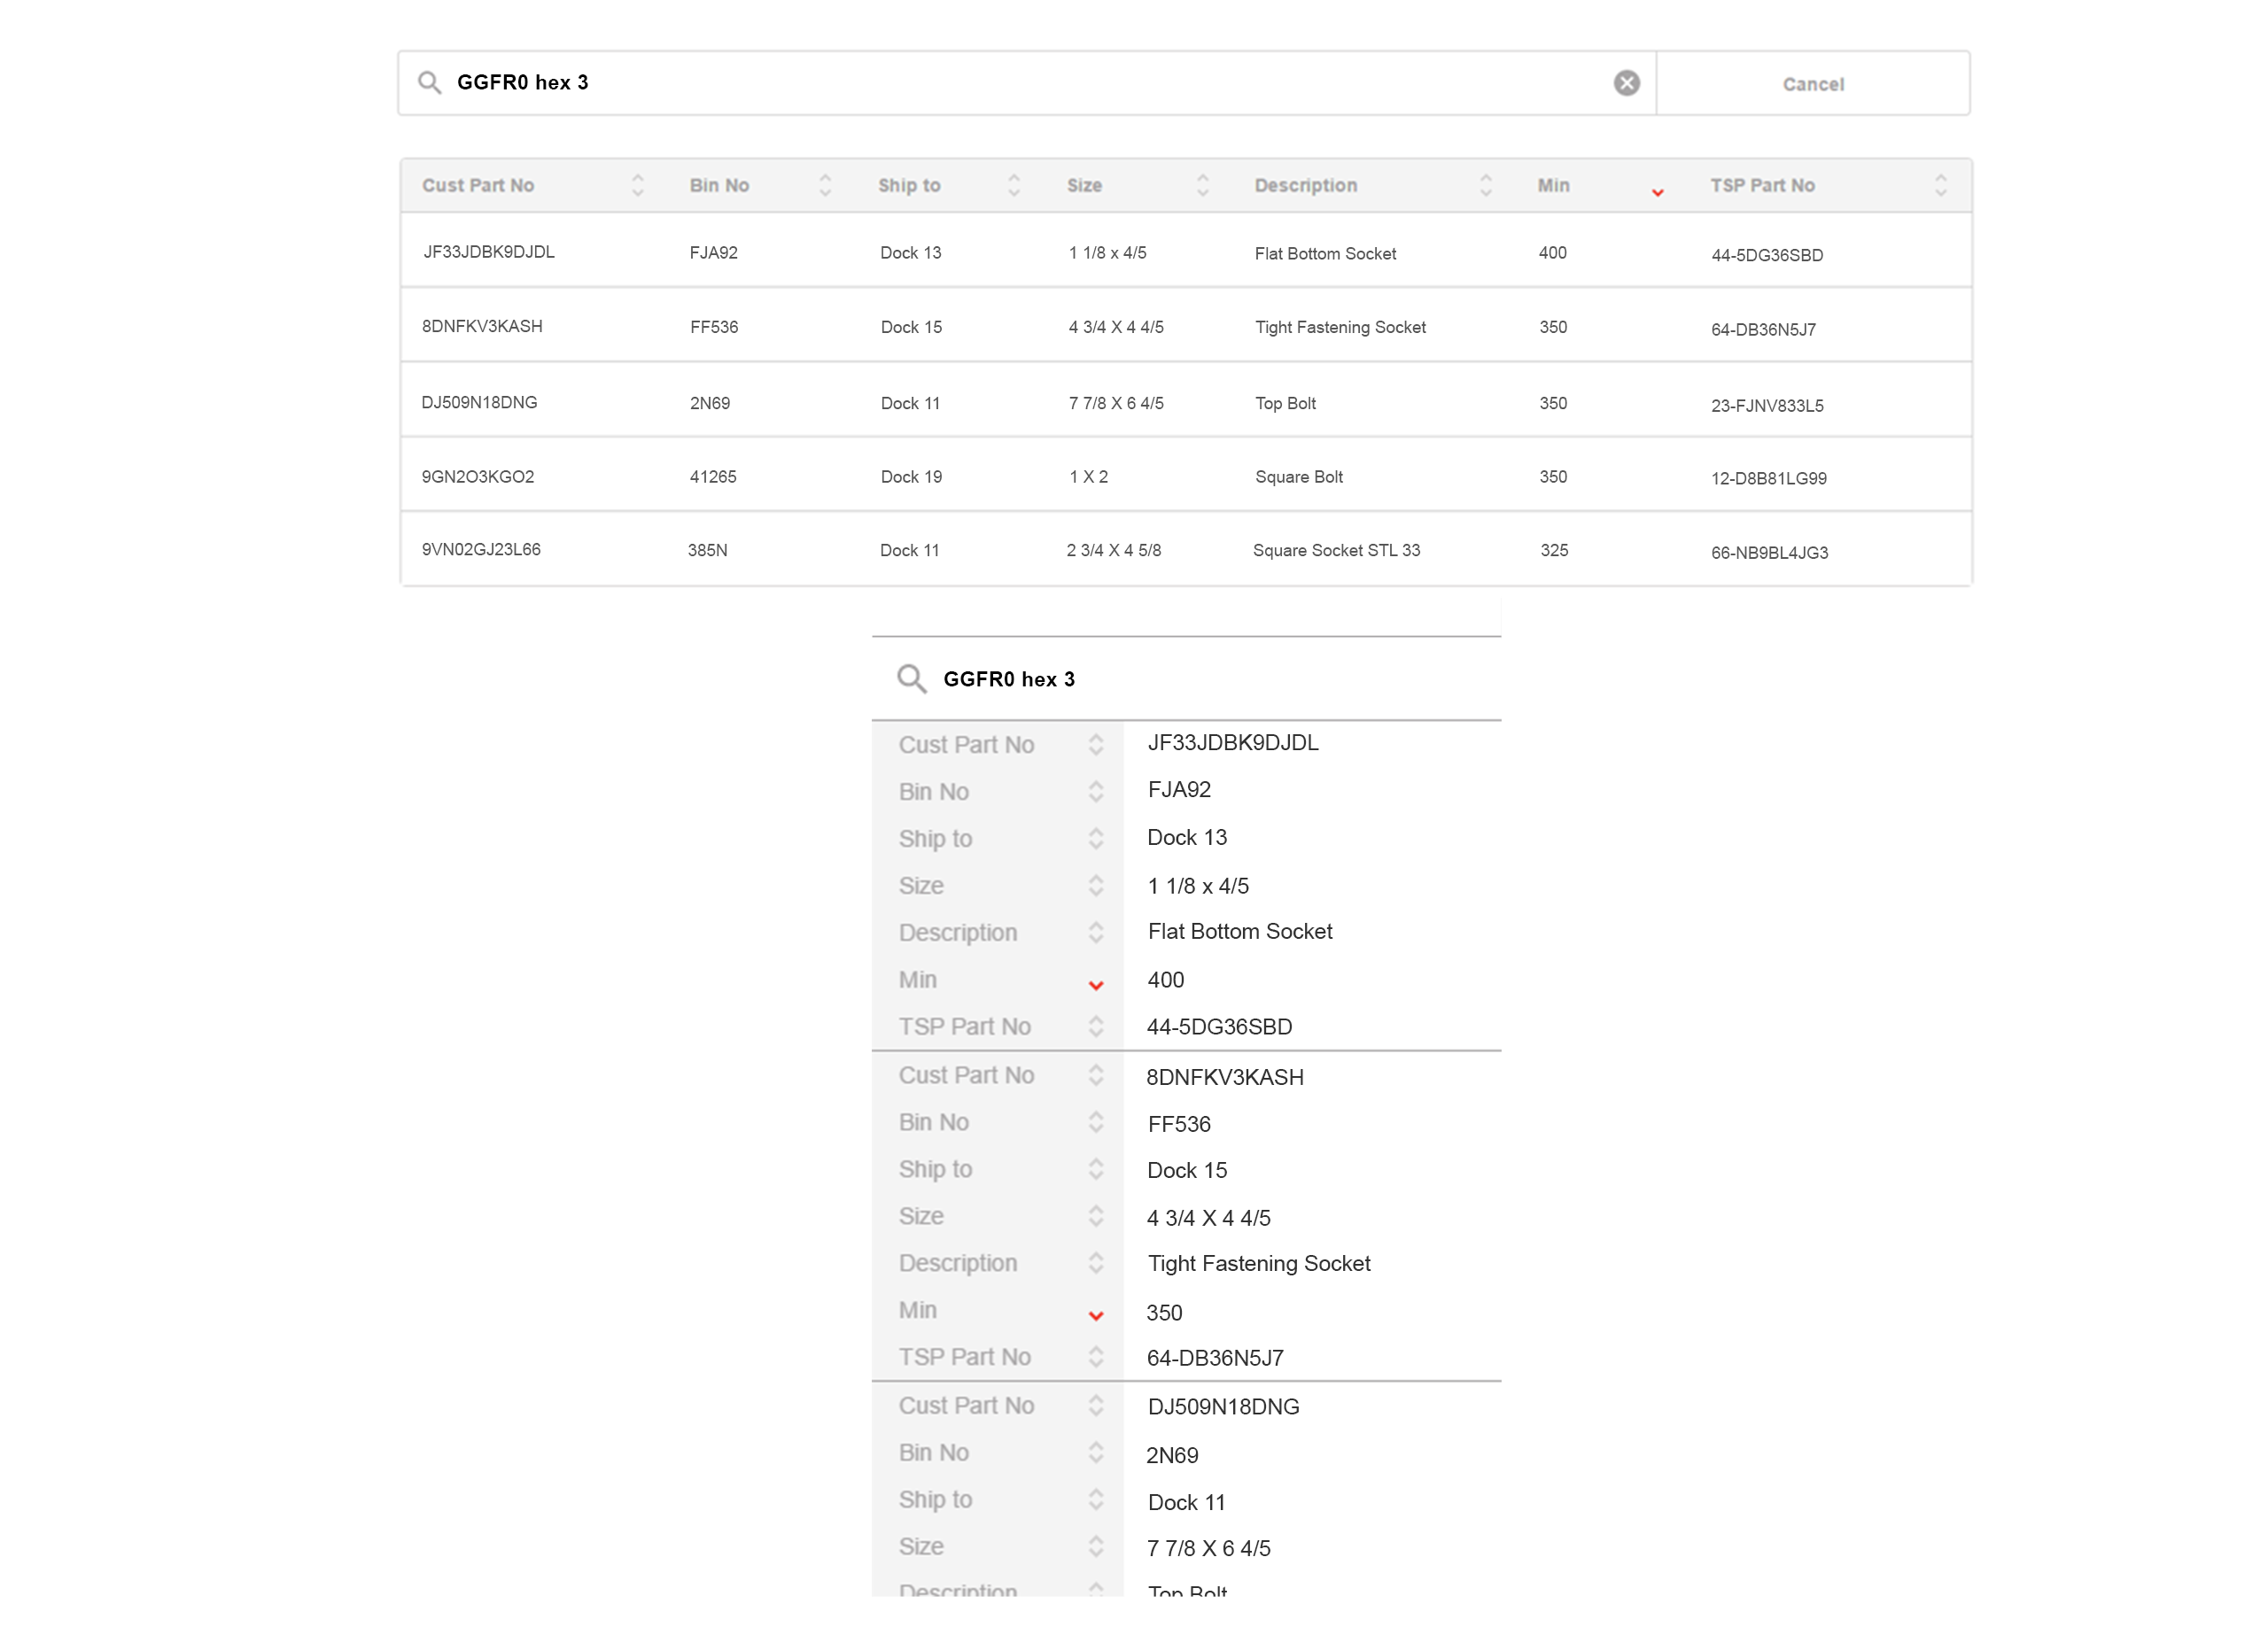 GGFR0 hex 3 Cancel
Cust Part No Bin No Ship to Size Description Min TSP Part No
JF33JDBK9DJDL FJA92 Dock 13 1 1/8 x 4/5 Flat Bottom Socket 400 44-5DG36SBD
8DNFKV3KASH FF536 Dock 15 4 3/4 X 4 4/5 Tight Fastening Socket 350 64-DB36N5J7
DJ509N18DNG 2N69 Dock 11 7 7/8 X 6 4/5 Top Bolt 350 23-FJNV833L5
9GN2O3KGO2 41265 Dock 19 1 X 2 Square Bolt 350 12-D8B81LG99
9VN02GJ23L66 385N Dock 11 2 3/4 X 4 5/8 Square Socket STL 33 325 66-NB9BL4JG3
GGFR0 hex 3
Cust Part No JF33JDBK9DJDL
Bin No FJA92
Ship to Dock 13
Size 1 1/8 x 4/5
Description Flat Bottom Socket
Min 400
TSP Part No 44-5DG36SBD
Cust Part No 8DNFKV3KASH
Bin No FF536
Ship to Dock 15
Size 4 3/4 X 4 4/5
Description Tight Fastening Socket
Min 350
TSP Part No 64-DB36N5J7
Cust Part No DJ509N18DNG
Bin No 2N69
Ship to Dock 11
Size 7 7/8 X 6 4/5
Description Top Bolt